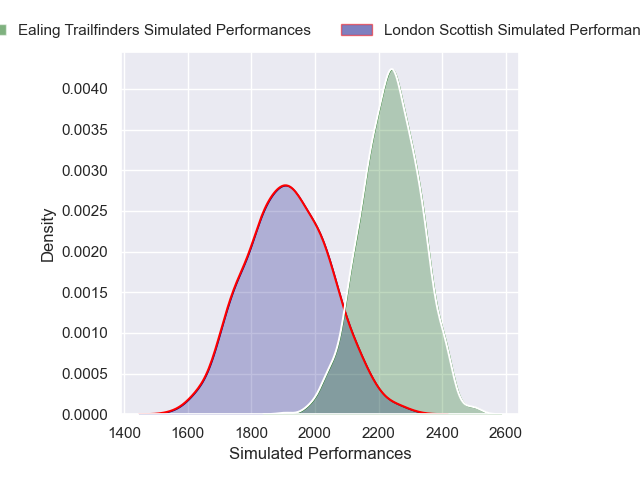 Ealing Trailfinders Simulated Performances
London Scottish Simulated Performan
0.0040
0.0035
0.0030
0.0025
0.0020
0.0015
0.0010
0.0005
0.0000
Density
1400 1600 1800 2000 2200 2400 2600
Simulated Performances